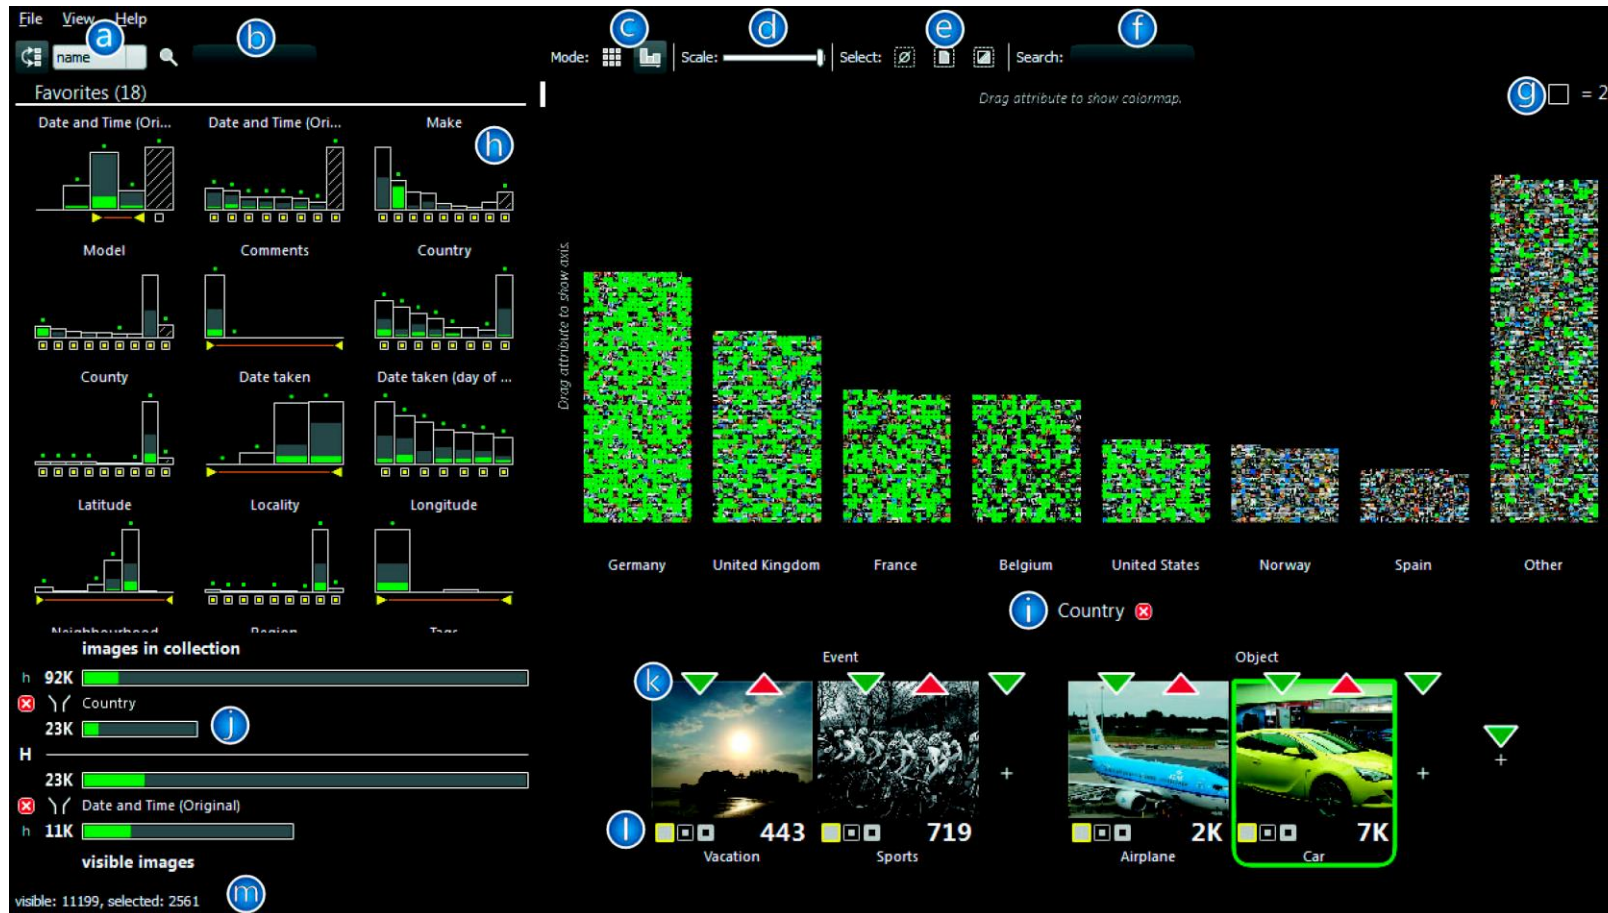 File View Help
a b c d e f
name Mode: Scale: Select: Search:
Favorites (18)
Drag attribute to show colormap.
g = 2
Date and Time (Ori... Date and Time (Ori... Make
h
Model Comments Country
Drag attribute to show axis.
County Date taken Date taken (day of ...
Latitude Locality Longitude
Neighbourhood Region Tags
Germany United Kingdom France Belgium United States Norway Spain Other
i Country
images in collection
h 92K
Country
23K j
H
23K
Date and Time (Original)
h 11K
visible images
visible: 11199, selected: 2561 m
Event Object
k
+ + +
l 443 719 2K 7K
Vacation Sports Airplane Car